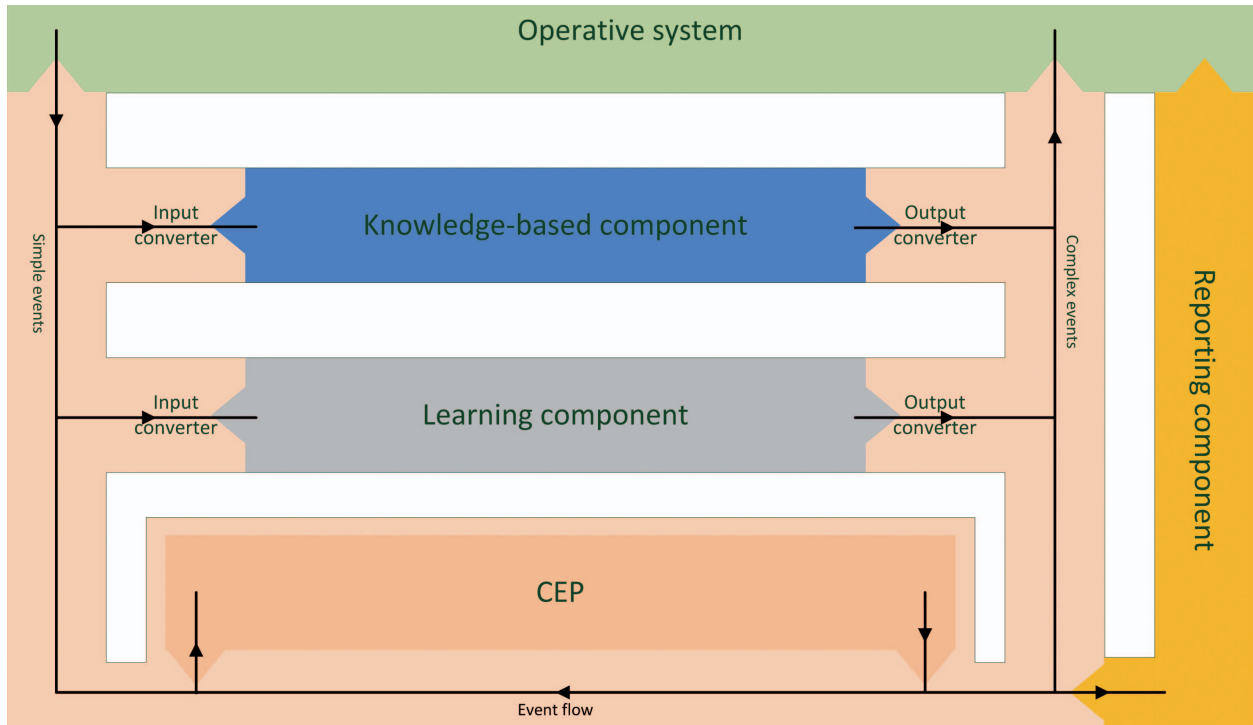 Operative system
Input
converter
Knowledge-based component
Output
converter
Simple events
Complex events
Reporting component
Input
converter
Learning component
Output
converter
CEP
Event flow